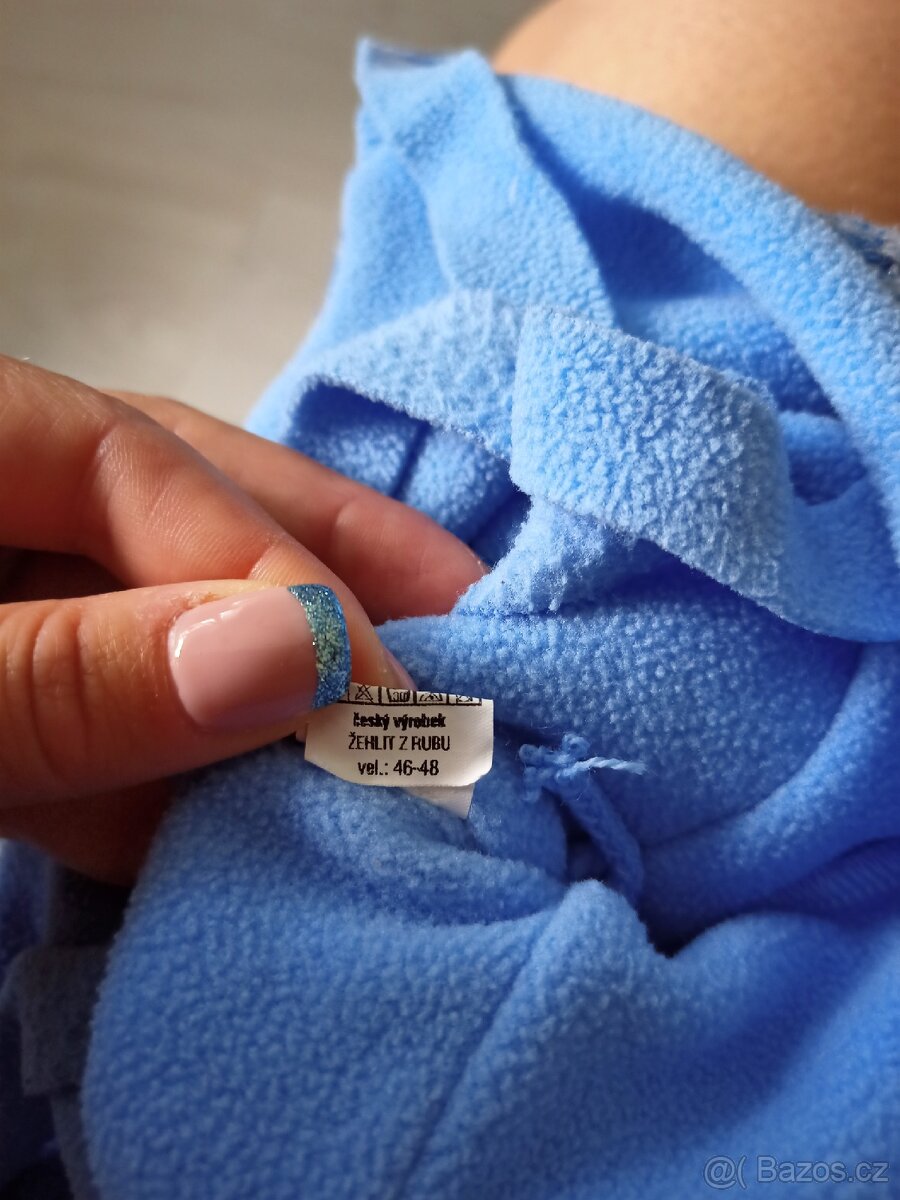 český výrobek
ŽEHLIT Z RUBU
vel.: 46-48
@( Bazos.cz